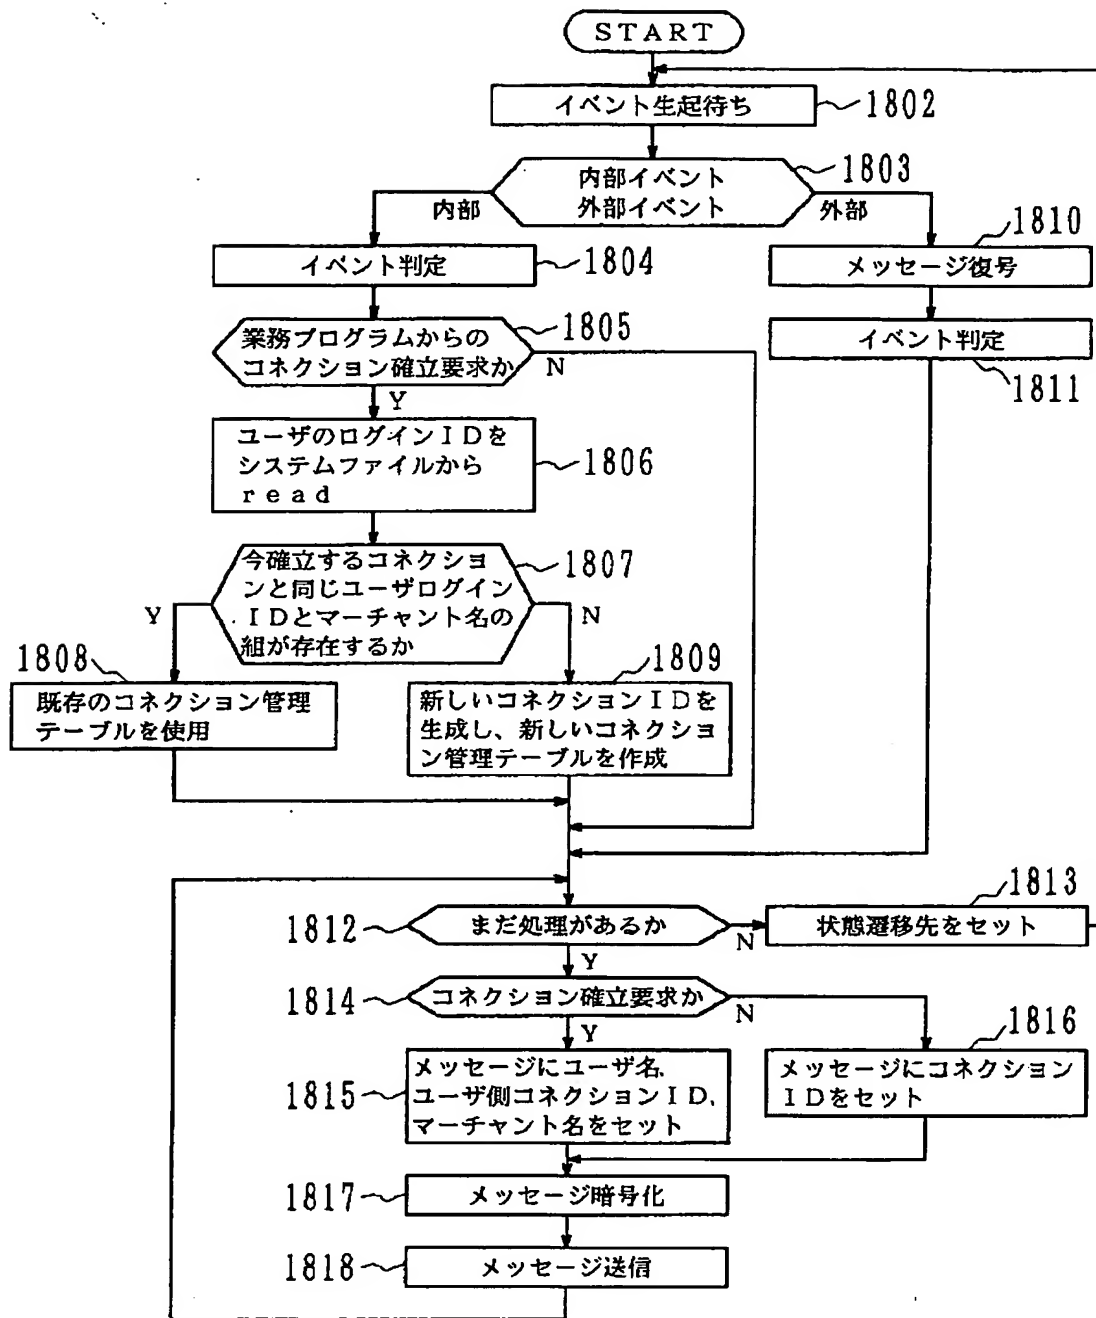 START
イベント生起待ち
1802
内部イベント
外部イベント
1803
内部
外部
イベント判定
1804
メッセージ復号
1810
業務プログラムからの
コネクション確立要求か
1805
N
Y
イベント判定
1811
ユーザのログインIDを
システムファイルから
read
1806
今確立するコネクショ
ンと同じユーザログイン
IDとマーチャント名の
組が存在するか
1807
Y
N
1808
既存のコネクション管理
テーブルを使用
1809
新しいコネクションIDを
生成し、新しいコネクショ
ン管理テーブルを作成
1812
まだ処理があるか
N
Y
1813
状態遷移先をセット
1814
コネクション確立要求か
N
Y
1815
メッセージにユーザ名、
ユーザ側コネクションID、
マーチャント名をセット
1816
メッセージにコネクション
IDをセット
1817
メッセージ暗号化
1818
メッセージ送信